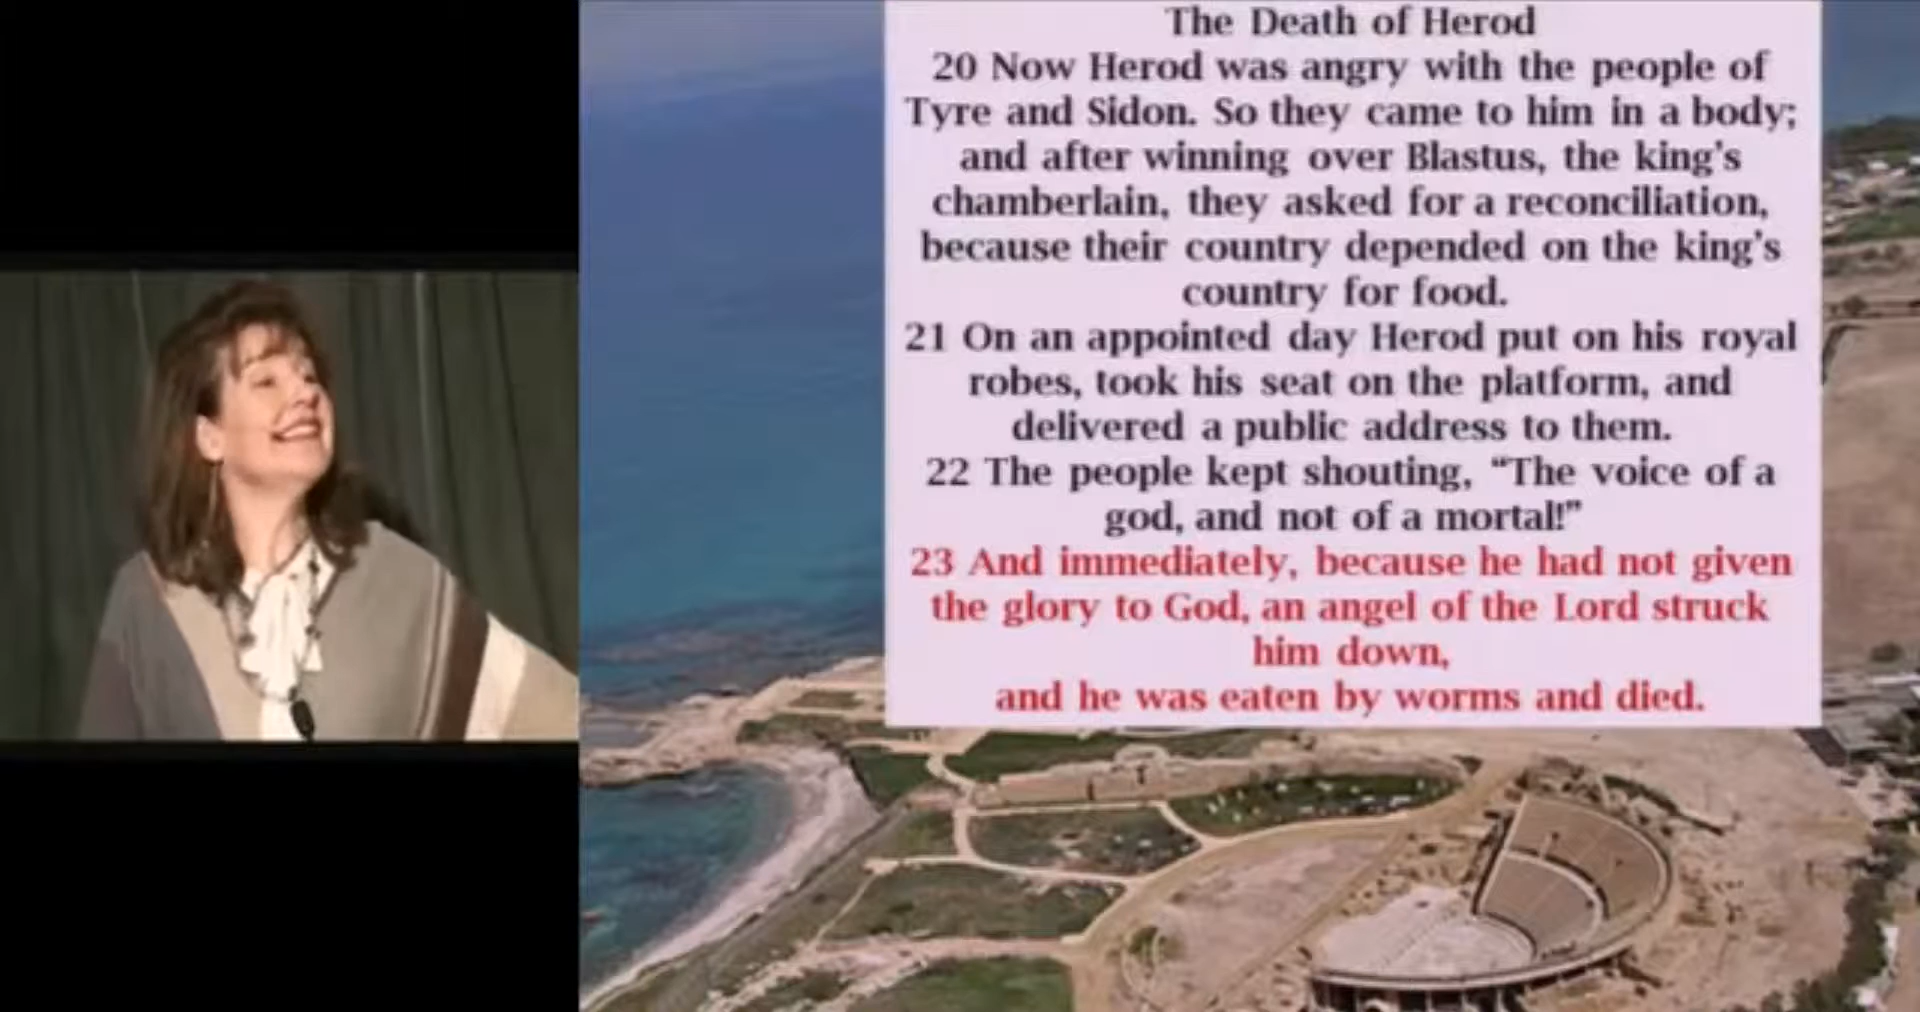 The Death of Herod
20 Now Herod was angry with the people of
Tyre and Sidon. So they came to him in a body;
and after winning over Blastus, the king's
chamberlain, they asked for a reconciliation,
because their country depended on the king's
country for food.
21 On an appointed day Herod put on his royal
robes, took his seat on the platform, and
delivered a public address to them.
22 The people kept shouting, “The voice of a
god, and not of a mortal!”
23 And immediately, because he had not given
the glory to God, an angel of the Lord struck
him down,
and he was eaten by worms and died.